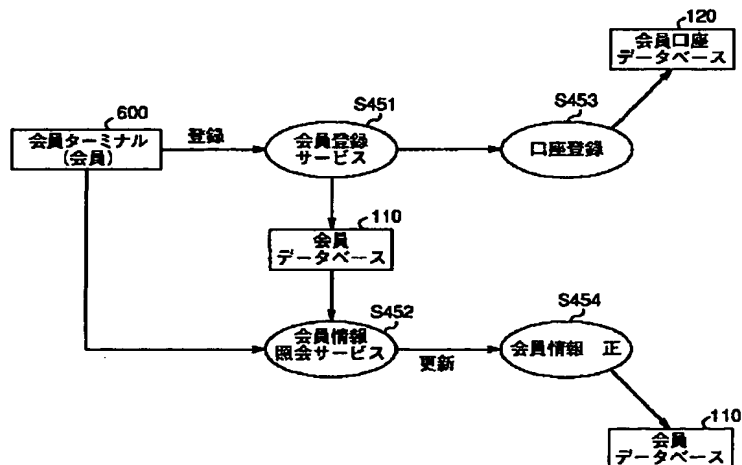 120
会員口座
データベース
600
会員ターミナル
(会員)
登録
S451
会員登録
サービス
S453
口座登録
110
会員
データベース
S452
会員情報
照会サービス
更新
S454
会員情報 正
110
会員
データベース